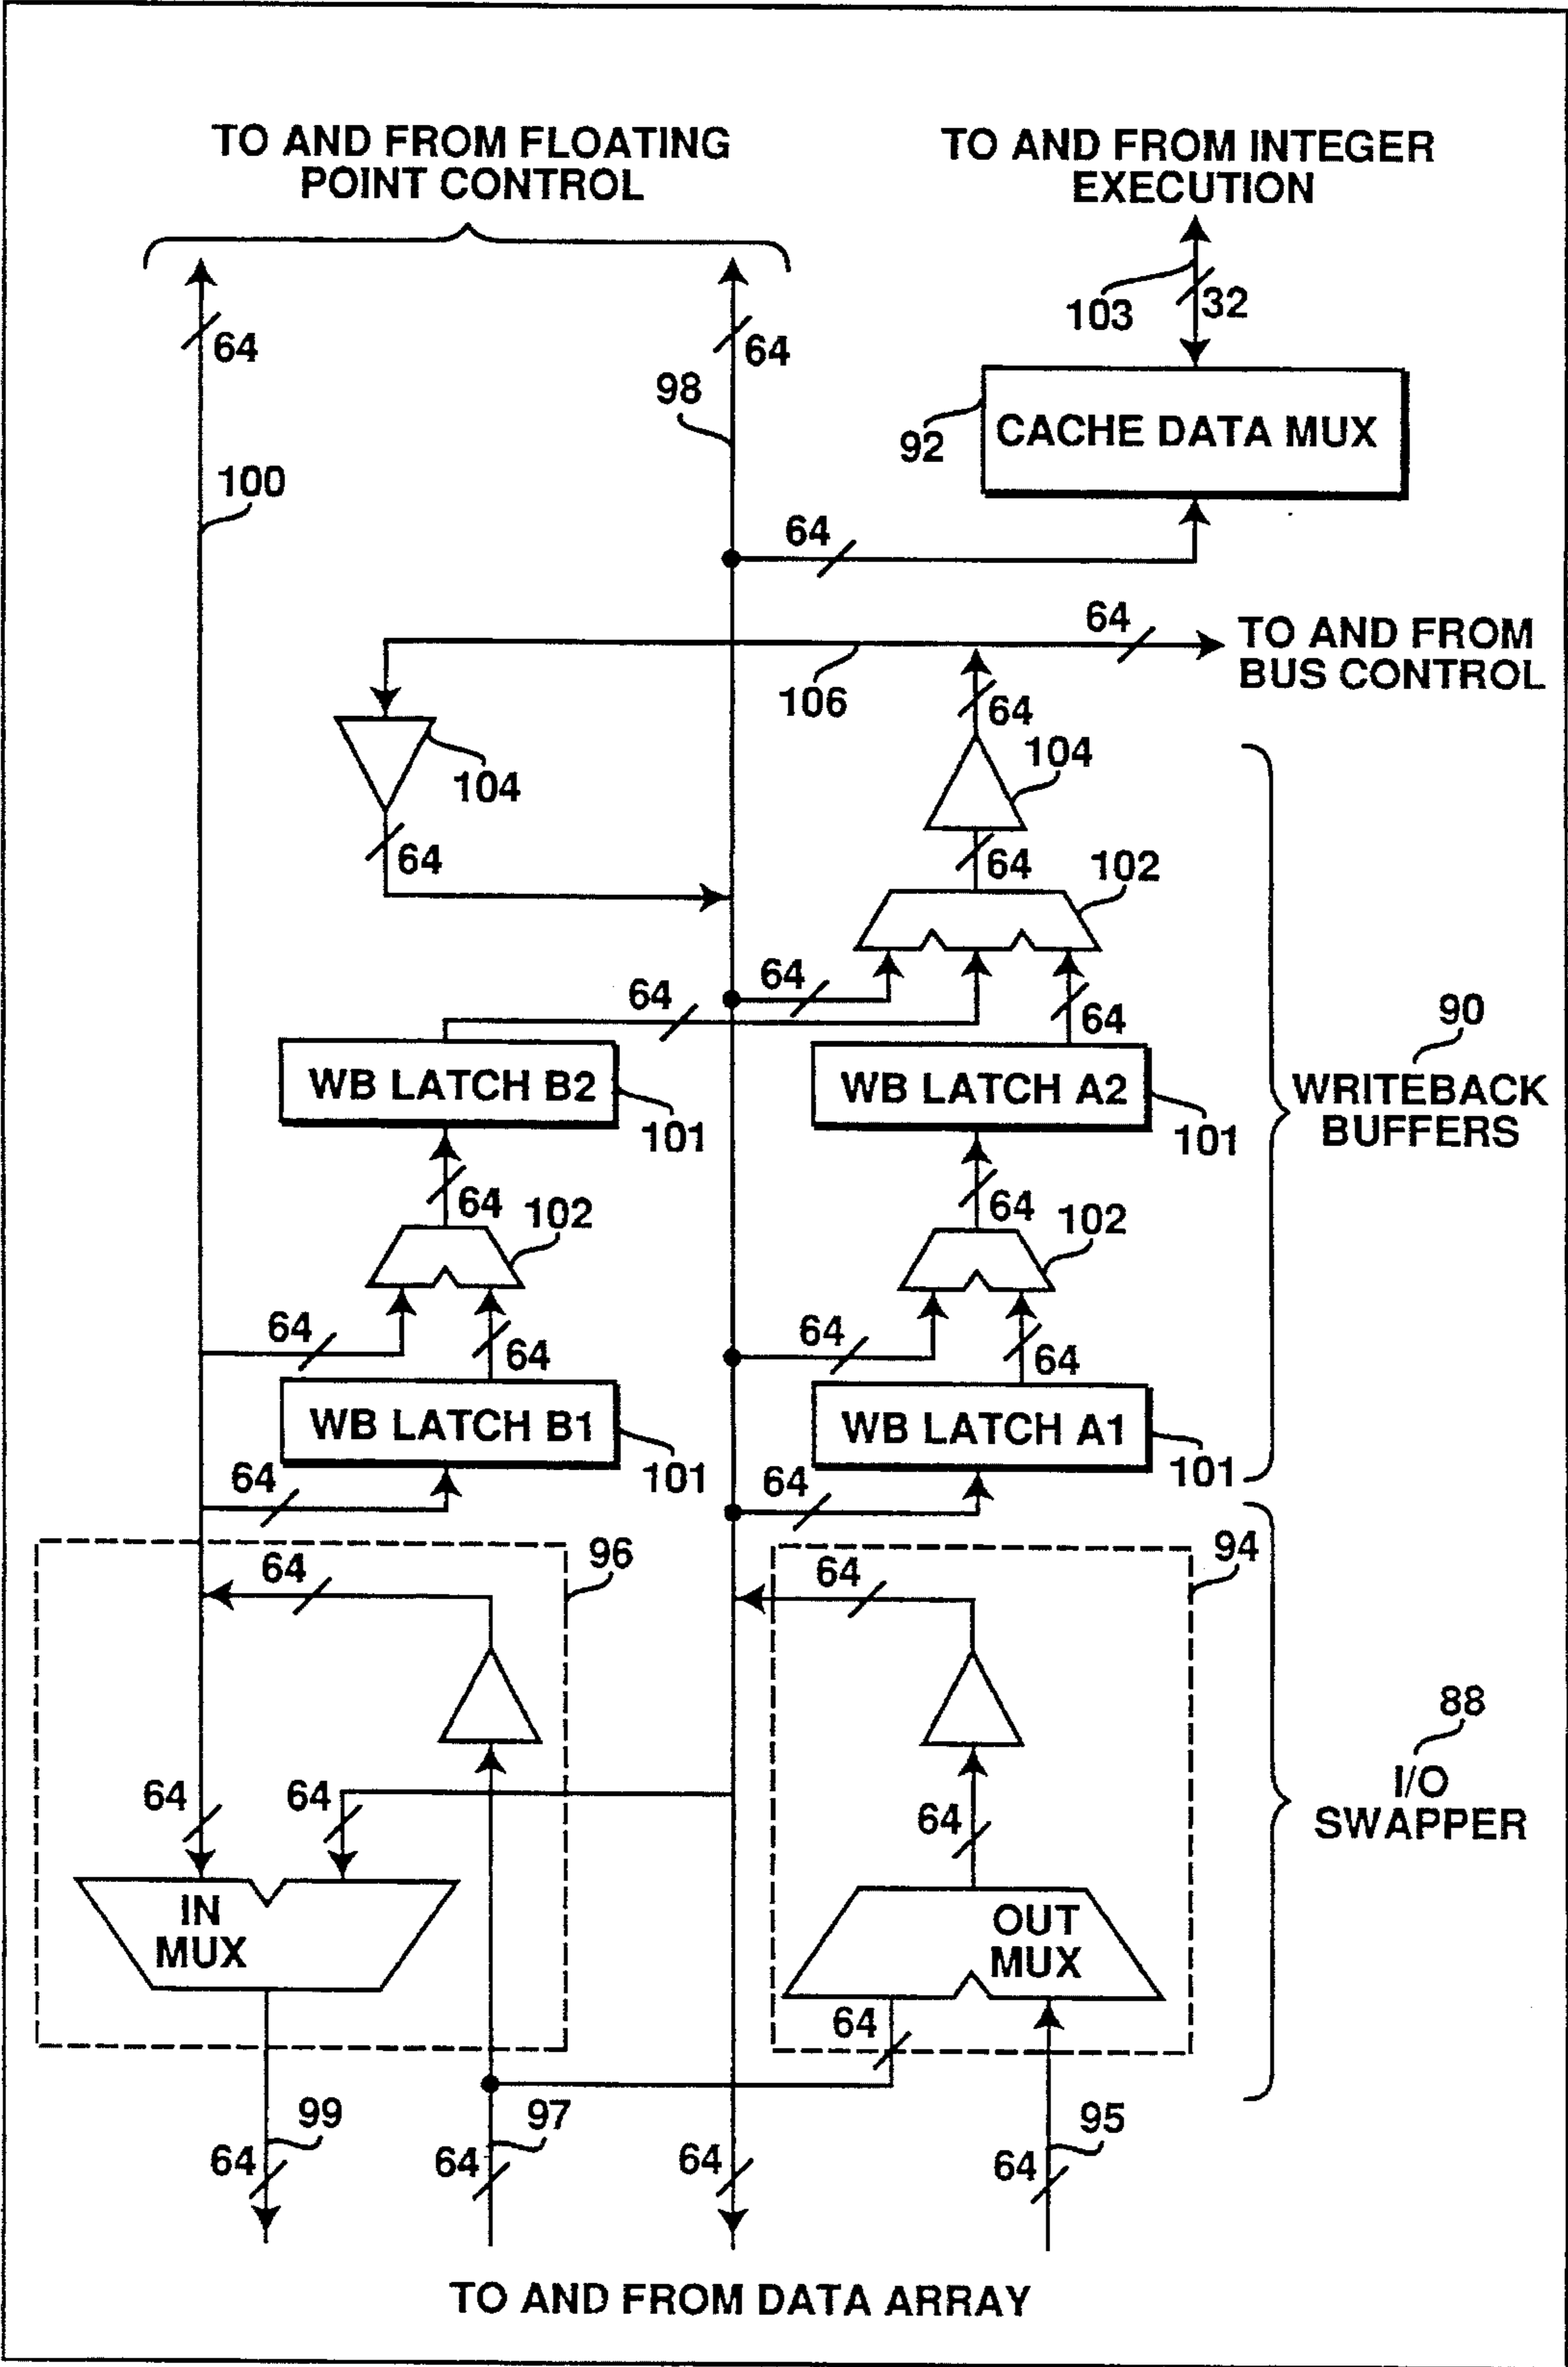 TO AND FROM FLOATING
POINT CONTROL
TO AND FROM INTEGER
EXECUTION
103
32
64
64
98
92
CACHE DATA MUX
100
64
64
TO AND FROM
BUS CONTROL
106
64
104
104
64
64
102
64
64
64
90
WRITEBACK
BUFFERS
WB LATCH B2
101
WB LATCH A2
101
64
102
64
102
64
64
64
64
WB LATCH B1
101
WB LATCH A1
101
64
64
96
94
64
64
88
I/O
SWAPPER
64
64
64
IN
MUX
OUT
MUX
64
99
97
95
64
64
64
64
TO AND FROM DATA ARRAY